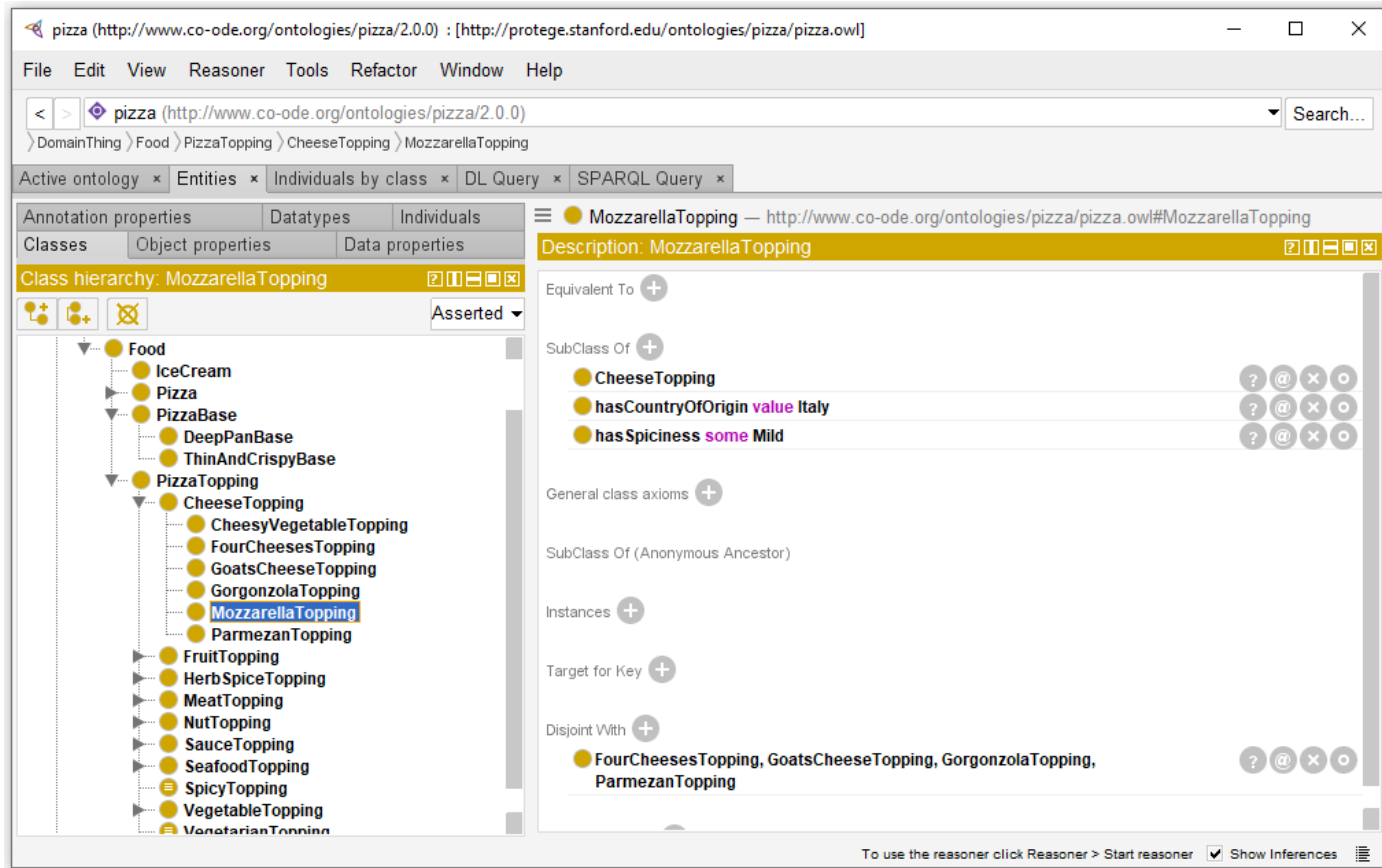 pizza (http://www.co-ode.org/ontologies/pizza/2.0.0) : [http://protege.stanford.edu/ontologies/pizza/pizza.owl]
File Edit View Reasoner Tools Refactor Window Help
< > pizza (http://www.co-ode.org/ontologies/pizza/2.0.0) Search...
DomainThing Food PizzaTopping CheeseTopping MozzarellaTopping
Active ontology × Entities × Individuals by class × DL Query × SPARQL Query ×
Annotation properties Datatypes Individuals
Classes Object properties Data properties
Class hierarchy: MozzarellaTopping
Asserted
Food
IceCream
Pizza
PizzaBase
DeepPanBase
ThinAndCrispyBase
PizzaTopping
CheeseTopping
CheesyVegetableTopping
FourCheesesTopping
GoatsCheeseTopping
GorgonzolaTopping
MozzarellaTopping
ParmezanTopping
FruitTopping
HerbSpiceTopping
MeatTopping
NutTopping
SauceTopping
SeafoodTopping
SpicyTopping
VegetableTopping
VegetarianTopping
MozzarellaTopping — http://www.co-ode.org/ontologies/pizza/pizza.owl#MozzarellaTopping
Description: MozzarellaTopping
Equivalent To
SubClass Of
CheeseTopping
hasCountryOfOrigin value Italy
hasSpiciness some Mild
General class axioms
SubClass Of (Anonymous Ancestor)
Instances
Target for Key
Disjoint With
FourCheesesTopping, GoatsCheeseTopping, GorgonzolaTopping,
ParmezanTopping
To use the reasoner click Reasoner > Start reasoner Show Inferences